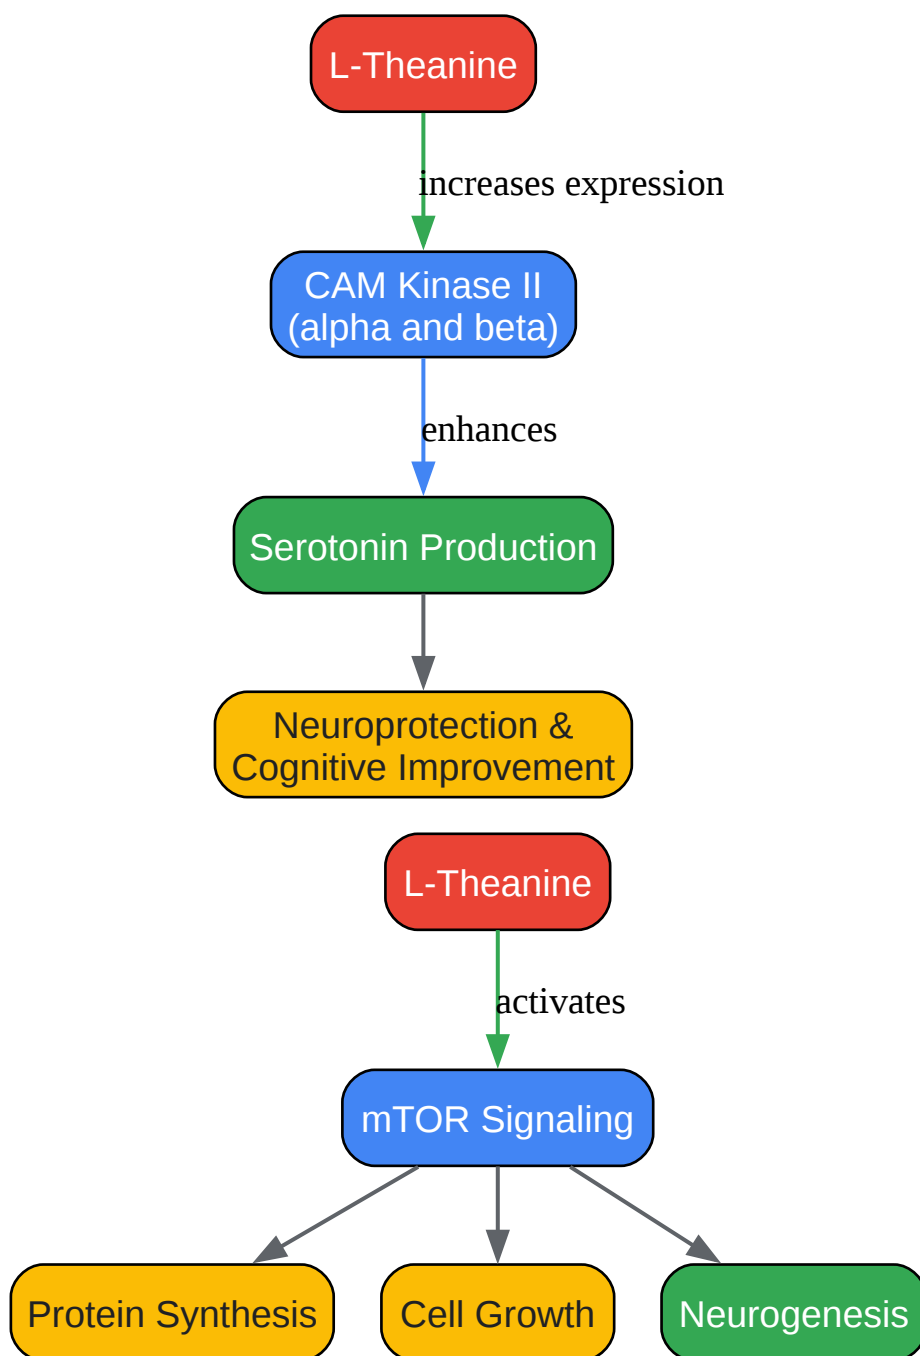 L-Theanine
increases expression
CAM Kinase II
(alpha and beta)
enhances
Serotonin Production
Neuroprotection &
Cognitive Improvement
L-Theanine
activates
mTOR Signaling
Protein Synthesis
Cell Growth
Neurogenesis